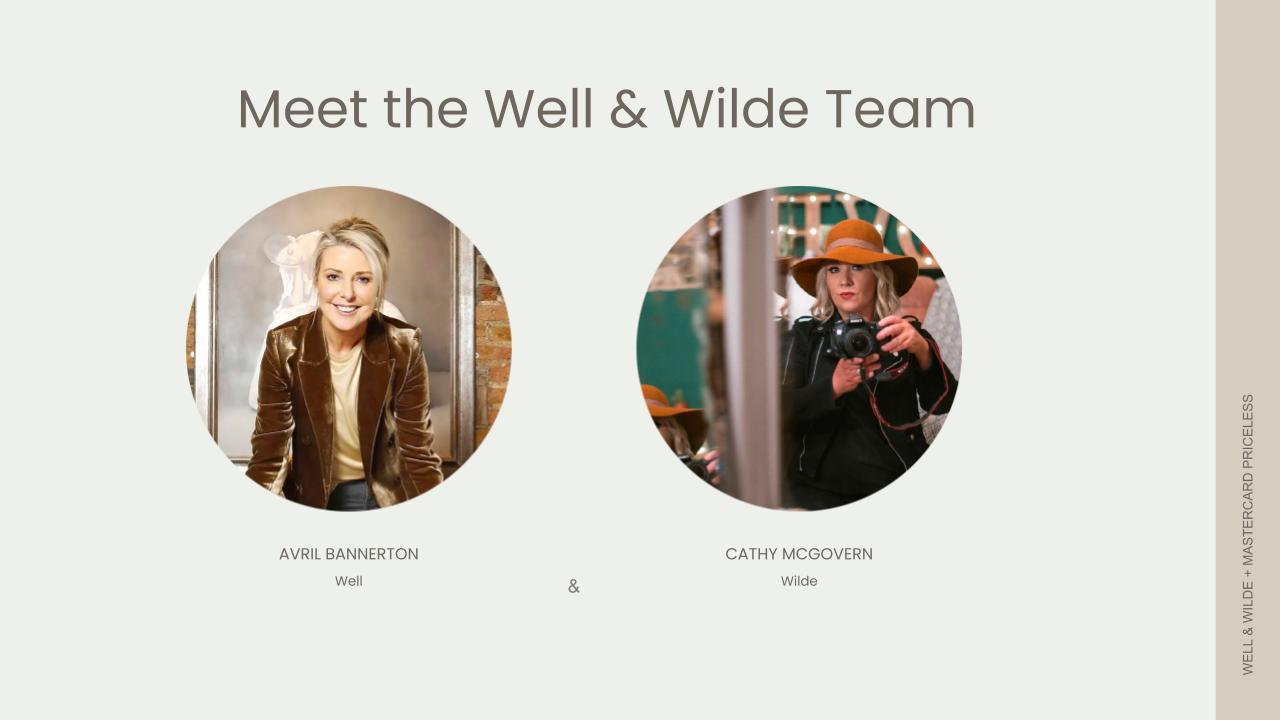 Meet the Well & Wilde Team
AVRIL BANNERTON
Well
&
CATHY MCGOVERN
Wilde
WELL & WILDE + MASTERCARD PRICELESS